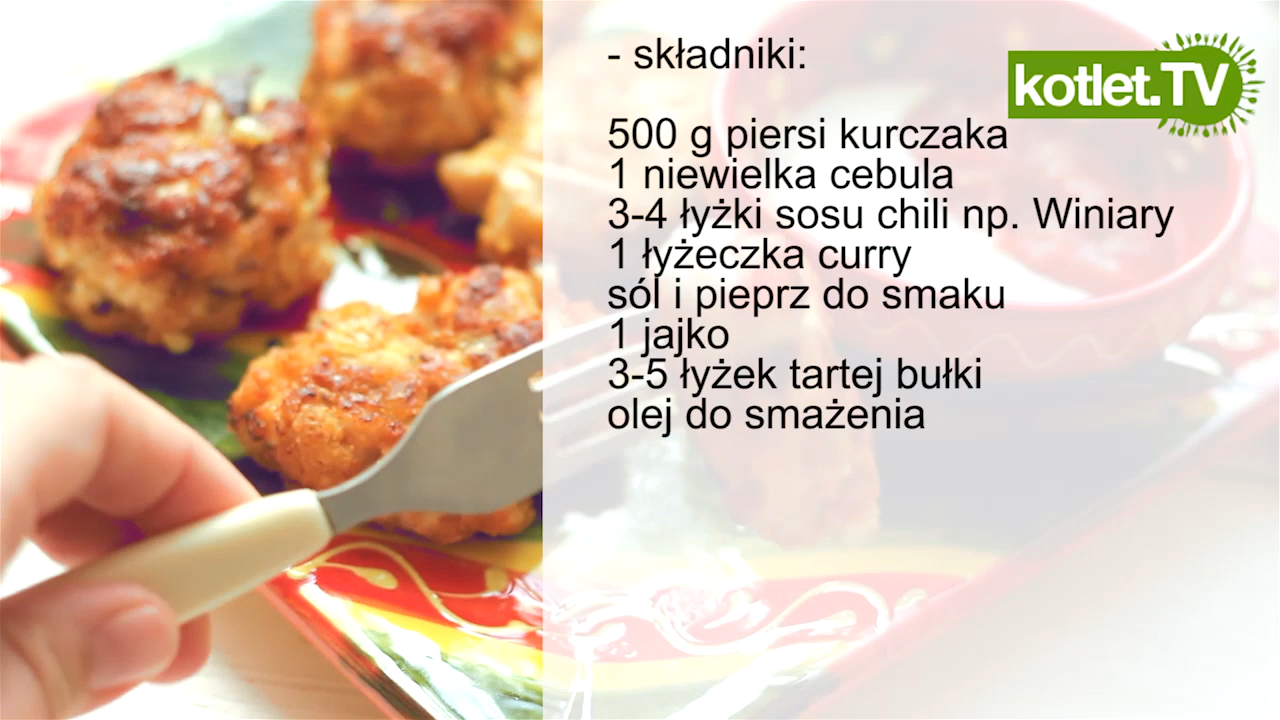 - składniki:
kotlet.TV
500 g piersi kurczaka
1 niewielka cebula
3-4 łyżki sosu chili np. Winiary
1 łyżeczka curry
sól i pieprz do smaku
1 jajko
3-5 łyżek tartej bułki
olej do smażenia